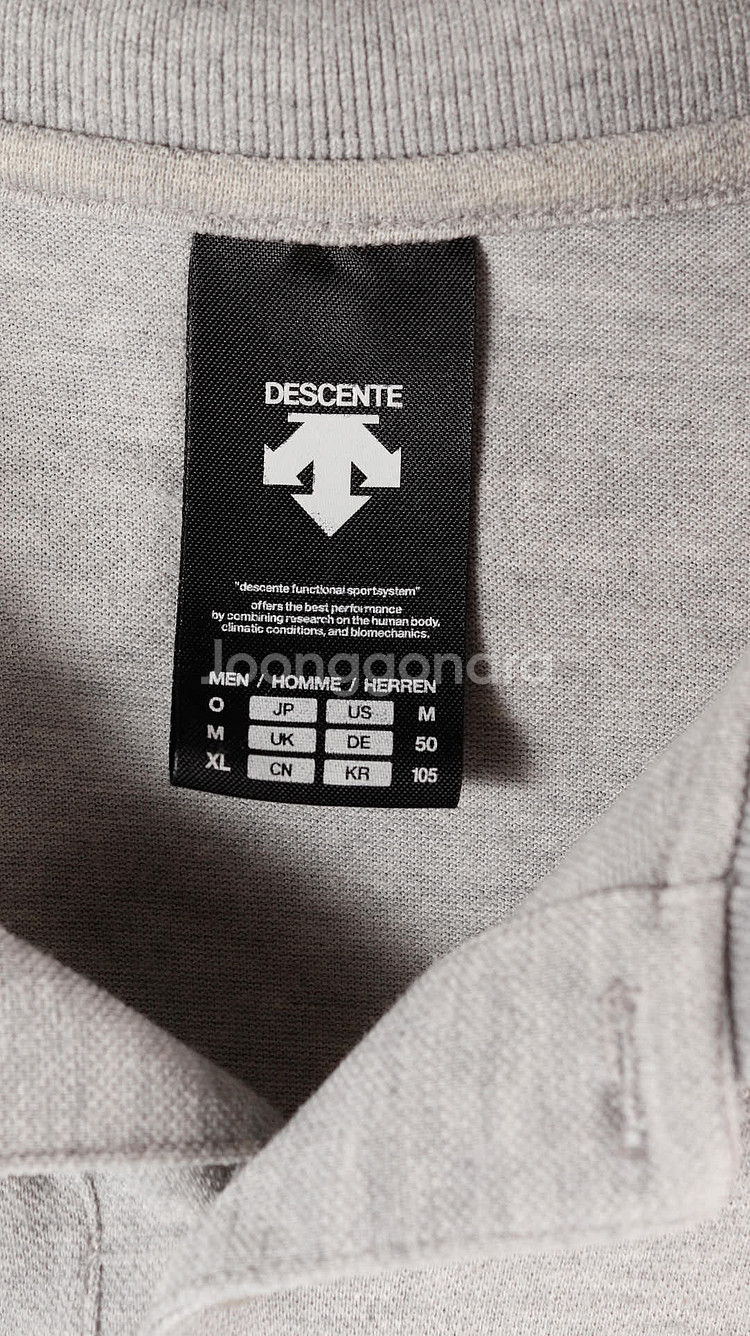 DESCENTE
"descente functional sportsystem"
offers the best performance
by combining research on the human body,
climatic conditions, and biomechanics.
Joonggonara
MEN / HOMME / HERREN
O JP US M
M UK DE 50
XL CN KR 105